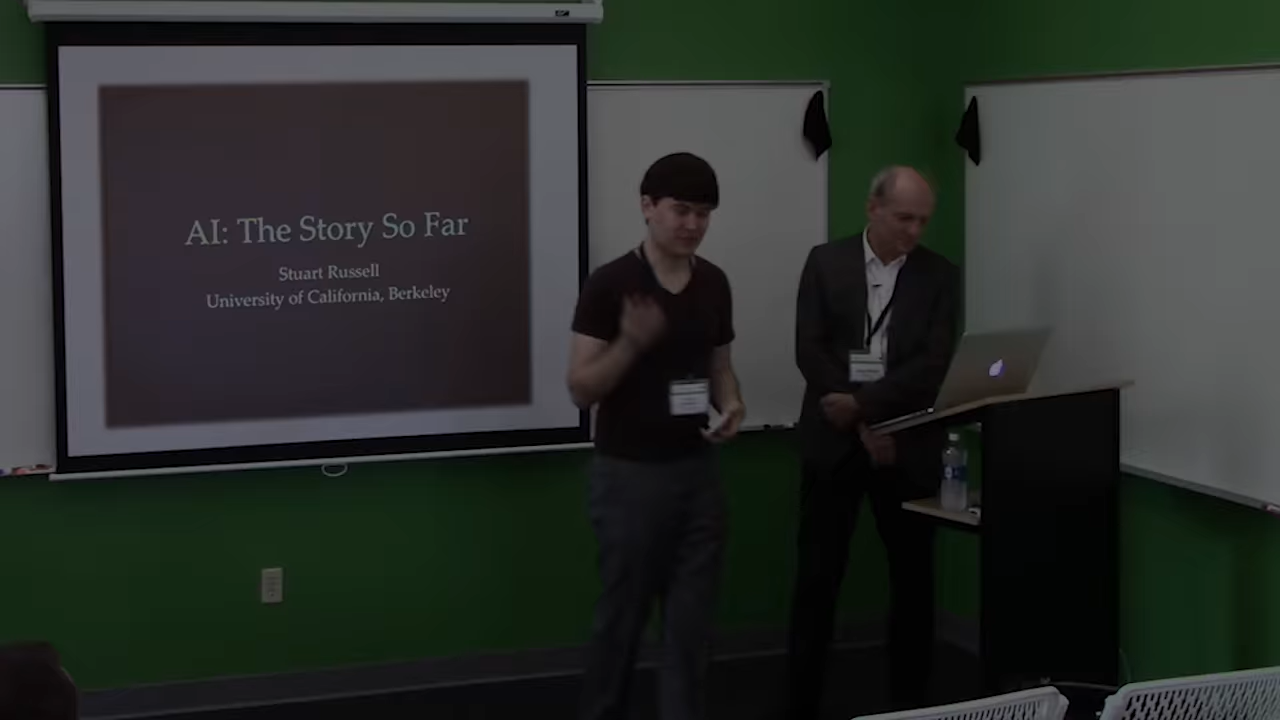 AI: The Story So Far
Stuart Russell
University of California, Berkeley